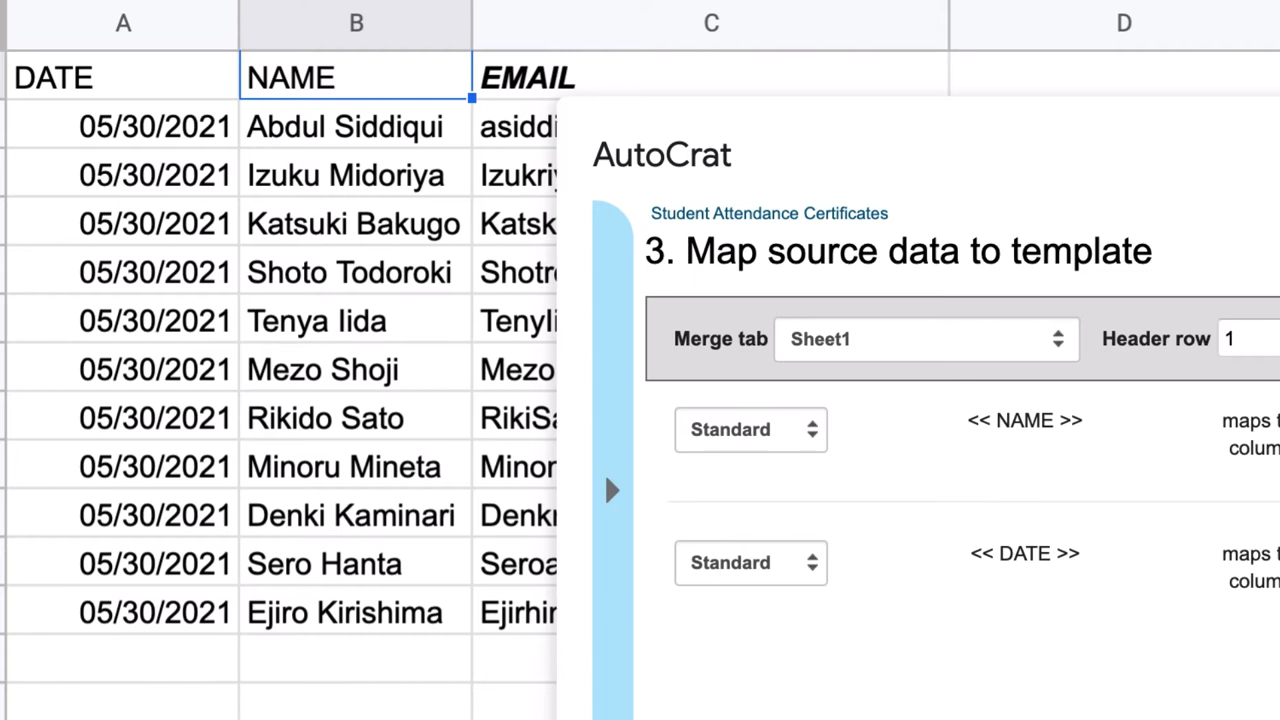 A B C D
DATE NAME EMAIL
05/30/2021 Abdul Siddiqui
05/30/2021 Izuku Midoriya
05/30/2021 Katsuki Bakugo
05/30/2021 Shoto Todoroki
05/30/2021 Tenya Iida
05/30/2021 Mezo Shoji Mezo
05/30/2021 Rikido Sato
05/30/2021 Minoru Mineta
05/30/2021 Denki Kaminari
05/30/2021 Sero Hanta
05/30/2021 Ejiro Kirishima
AutoCrat
Student Attendance Certificates
3. Map source data to template
Merge tab Sheet1 Header row 1
Standard << NAME >> maps
Standard << DATE >> maps